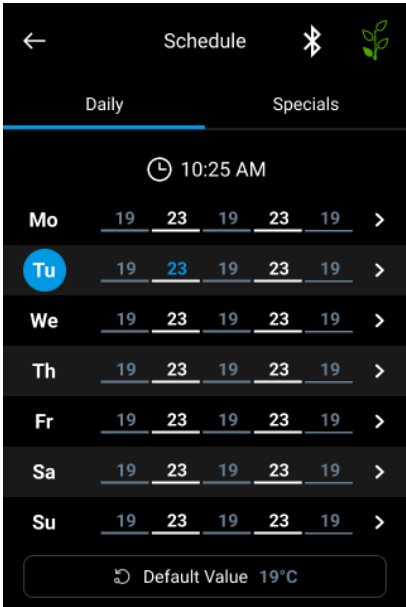 Schedule
Daily Specials
10:25 AM
Mo 19 23 19 23 19
Tu 19 23 19 23 19
We 19 23 19 23 19
Th 19 23 19 23 19
Fr 19 23 19 23 19
Sa 19 23 19 23 19
Su 19 23 19 23 19
Default Value 19°C